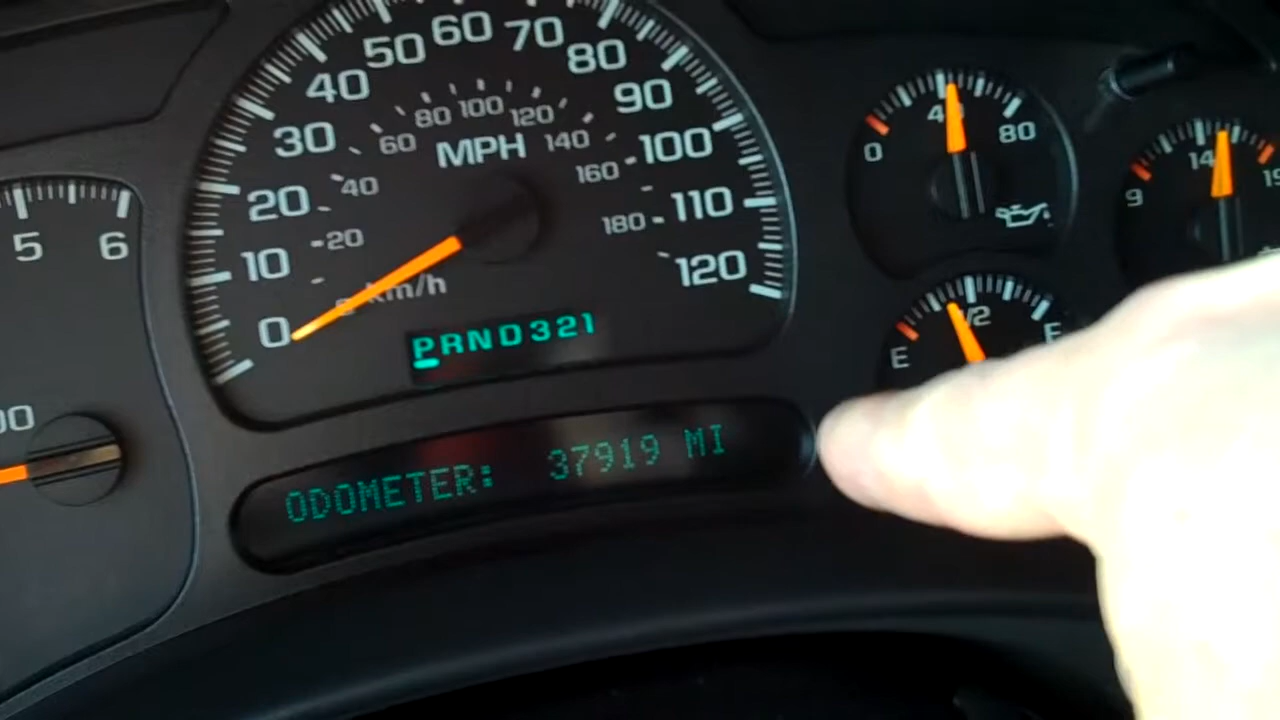 50 60 70
40 80
30 90
20 100
10 110
0 120
60 80 100 120 140
40 160
20 180
MPH
km/h
PRND321
ODOMETER: 37919 MI
5 6
0 80
9 14
E 1/2 F